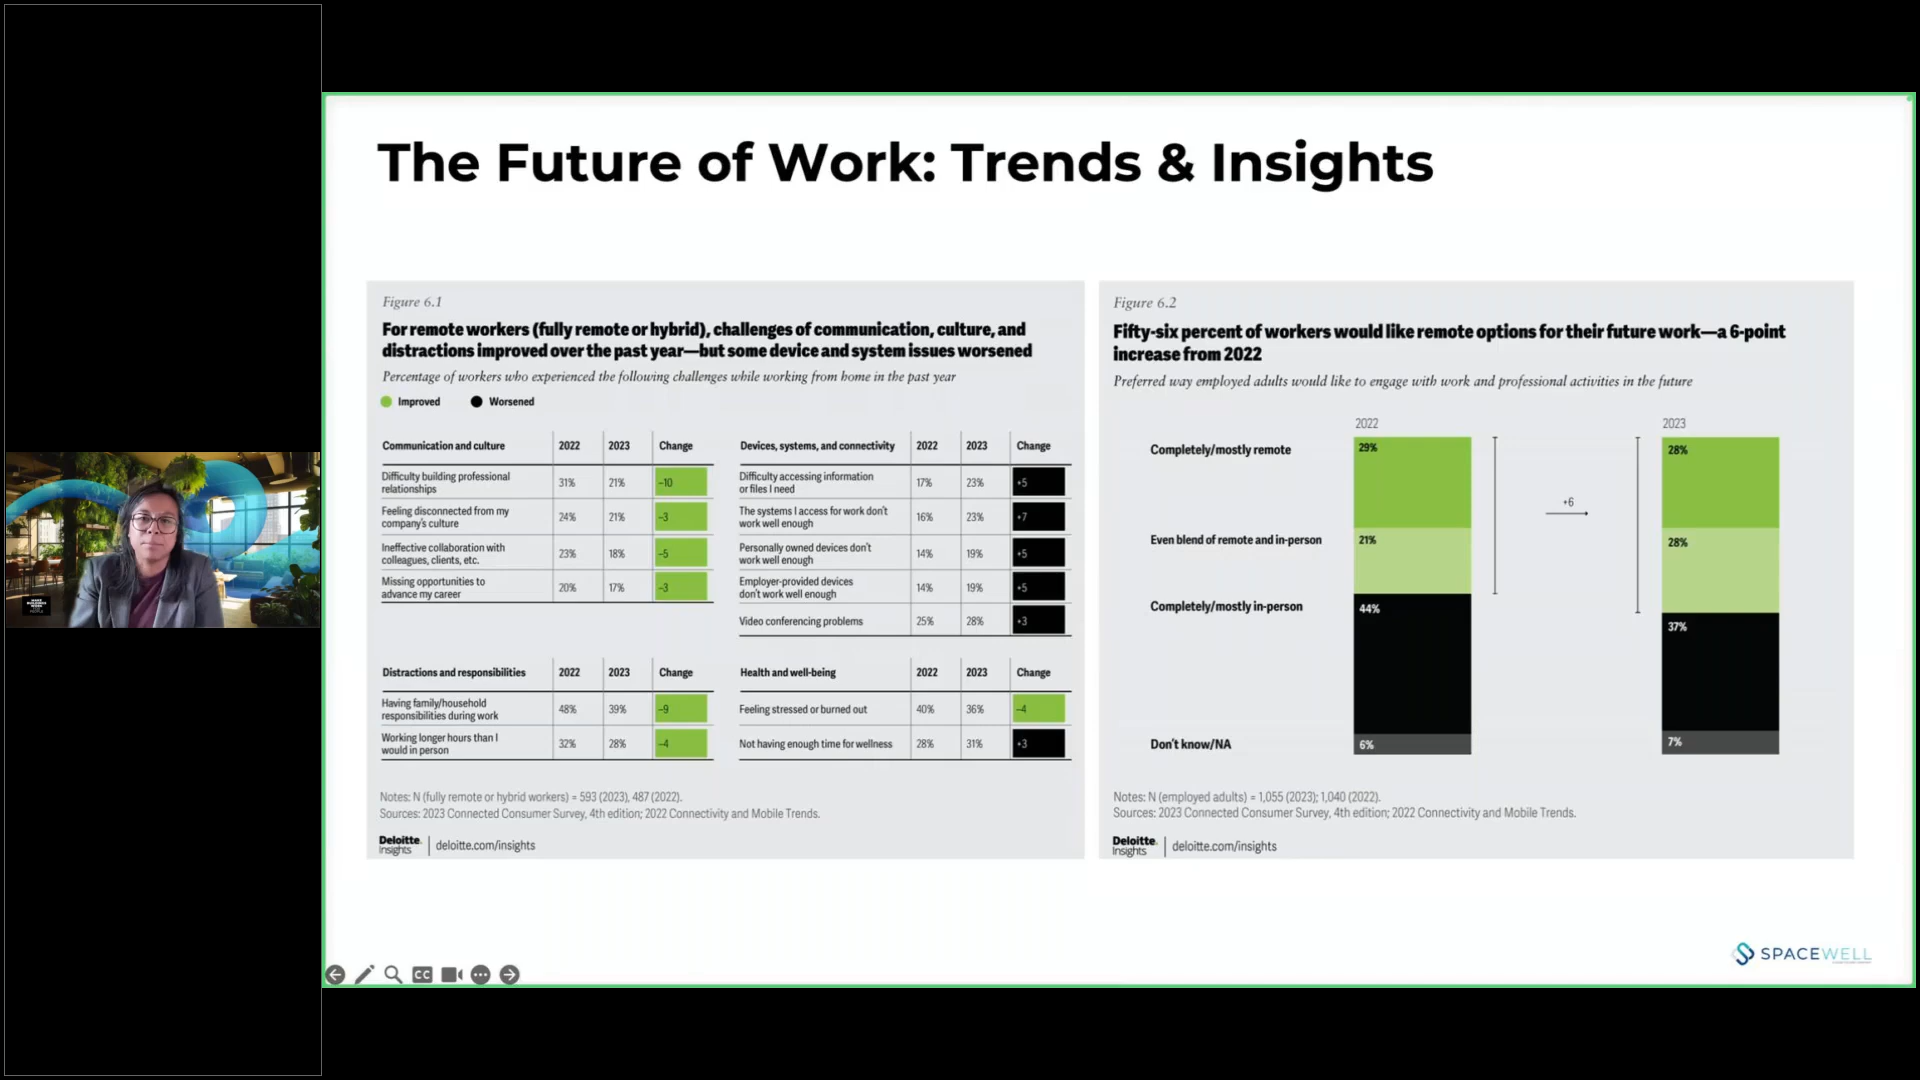 The Future of Work: Trends & Insights
Figure 6.1
For remote workers (fully remote or hybrid), challenges of communication, culture, and
distractions improved over the past year—but some device and system issues worsened
Percentage of workers who experienced the following challenges while working from home in the past year
Improved Worsened
Communication and culture 2022 2023 Change
Difficulty building professional
relationships 31% 21% –10
Feeling disconnected from my
company's culture 24% 21% –3
Ineffective collaboration with
colleagues, clients, etc. 23% 18% –5
Missing opportunities to
advance my career 20% 17% –3
Devices, systems, and connectivity 2022 2023 Change
Difficulty accessing information
or files I need 17% 23% +5
The systems I access for work don't
work well enough 16% 23% +7
Personally owned devices don't
work well enough 14% 19% +5
Employer-provided devices
don't work well enough 14% 19% +5
Video conferencing problems 25% 28% +3
Distractions and responsibilities 2022 2023 Change
Having family/household
responsibilities during work 48% 39% –9
Working longer hours than I
would in person 32% 28% –4
Health and well-being 2022 2023 Change
Feeling stressed or burned out 40% 36% –4
Not having enough time for wellness 28% 31% +3
Notes: N (fully remote or hybrid workers) = 593 (2023), 487 (2022).
Sources: 2023 Connected Consumer Survey, 4th edition; 2022 Connectivity and Mobile Trends.
Deloitte.
Insights
deloitte.com/insights
Figure 6.2
Fifty-six percent of workers would like remote options for their future work—a 6-point
increase from 2022
Preferred way employed adults would like to engage with work and professional activities in the future
2022 2023
Completely/mostly remote 29% 28%
+6
Even blend of remote and in-person 21% 28%
Completely/mostly in-person 44% 37%
Don't know/NA 6% 7%
Notes: N (employed adults) = 1,055 (2023); 1,040 (2022).
Sources: 2023 Connected Consumer Survey, 4th edition; 2022 Connectivity and Mobile Trends.
Deloitte.
Insights
deloitte.com/insights
SPACEWELL
CC